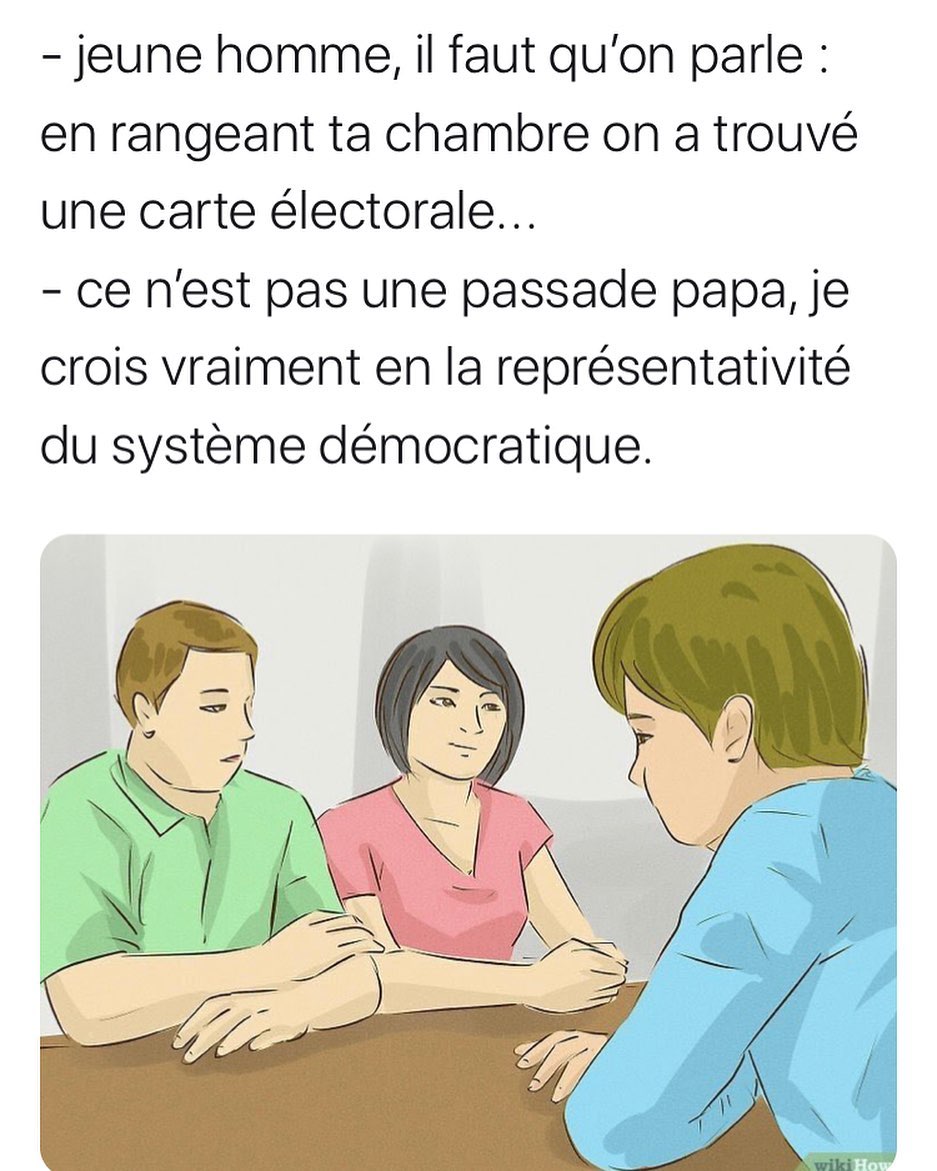 - jeune homme, il faut qu’on parle :
en rangeant ta chambre on a trouvé
une carte électorale...
- ce n’est pas une passade papa, je
crois vraiment en la représentativité
du système démocratique.
wikiHow